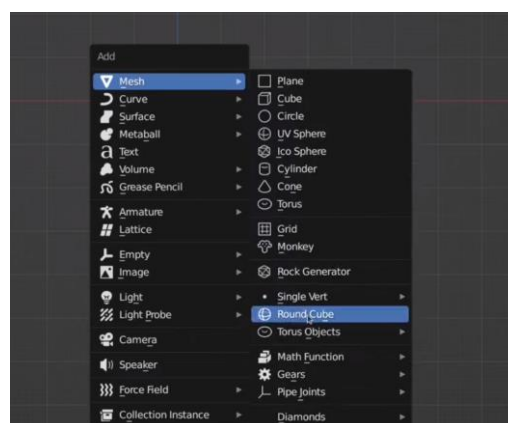 Add
Mesh
Curve
Surface
Metaball
Text
Volume
Grease Pencil
Armature
Lattice
Empty
Image
Light
Light Probe
Camera
Speaker
Force Field
Collection Instance
Plane
Cube
Circle
UV Sphere
Ico Sphere
Cylinder
Cone
Torus
Grid
Monkey
Rock Generator
Single Vert
Round Cube
Torus Objects
Math Function
Gears
Pipe Joints
Diamonds